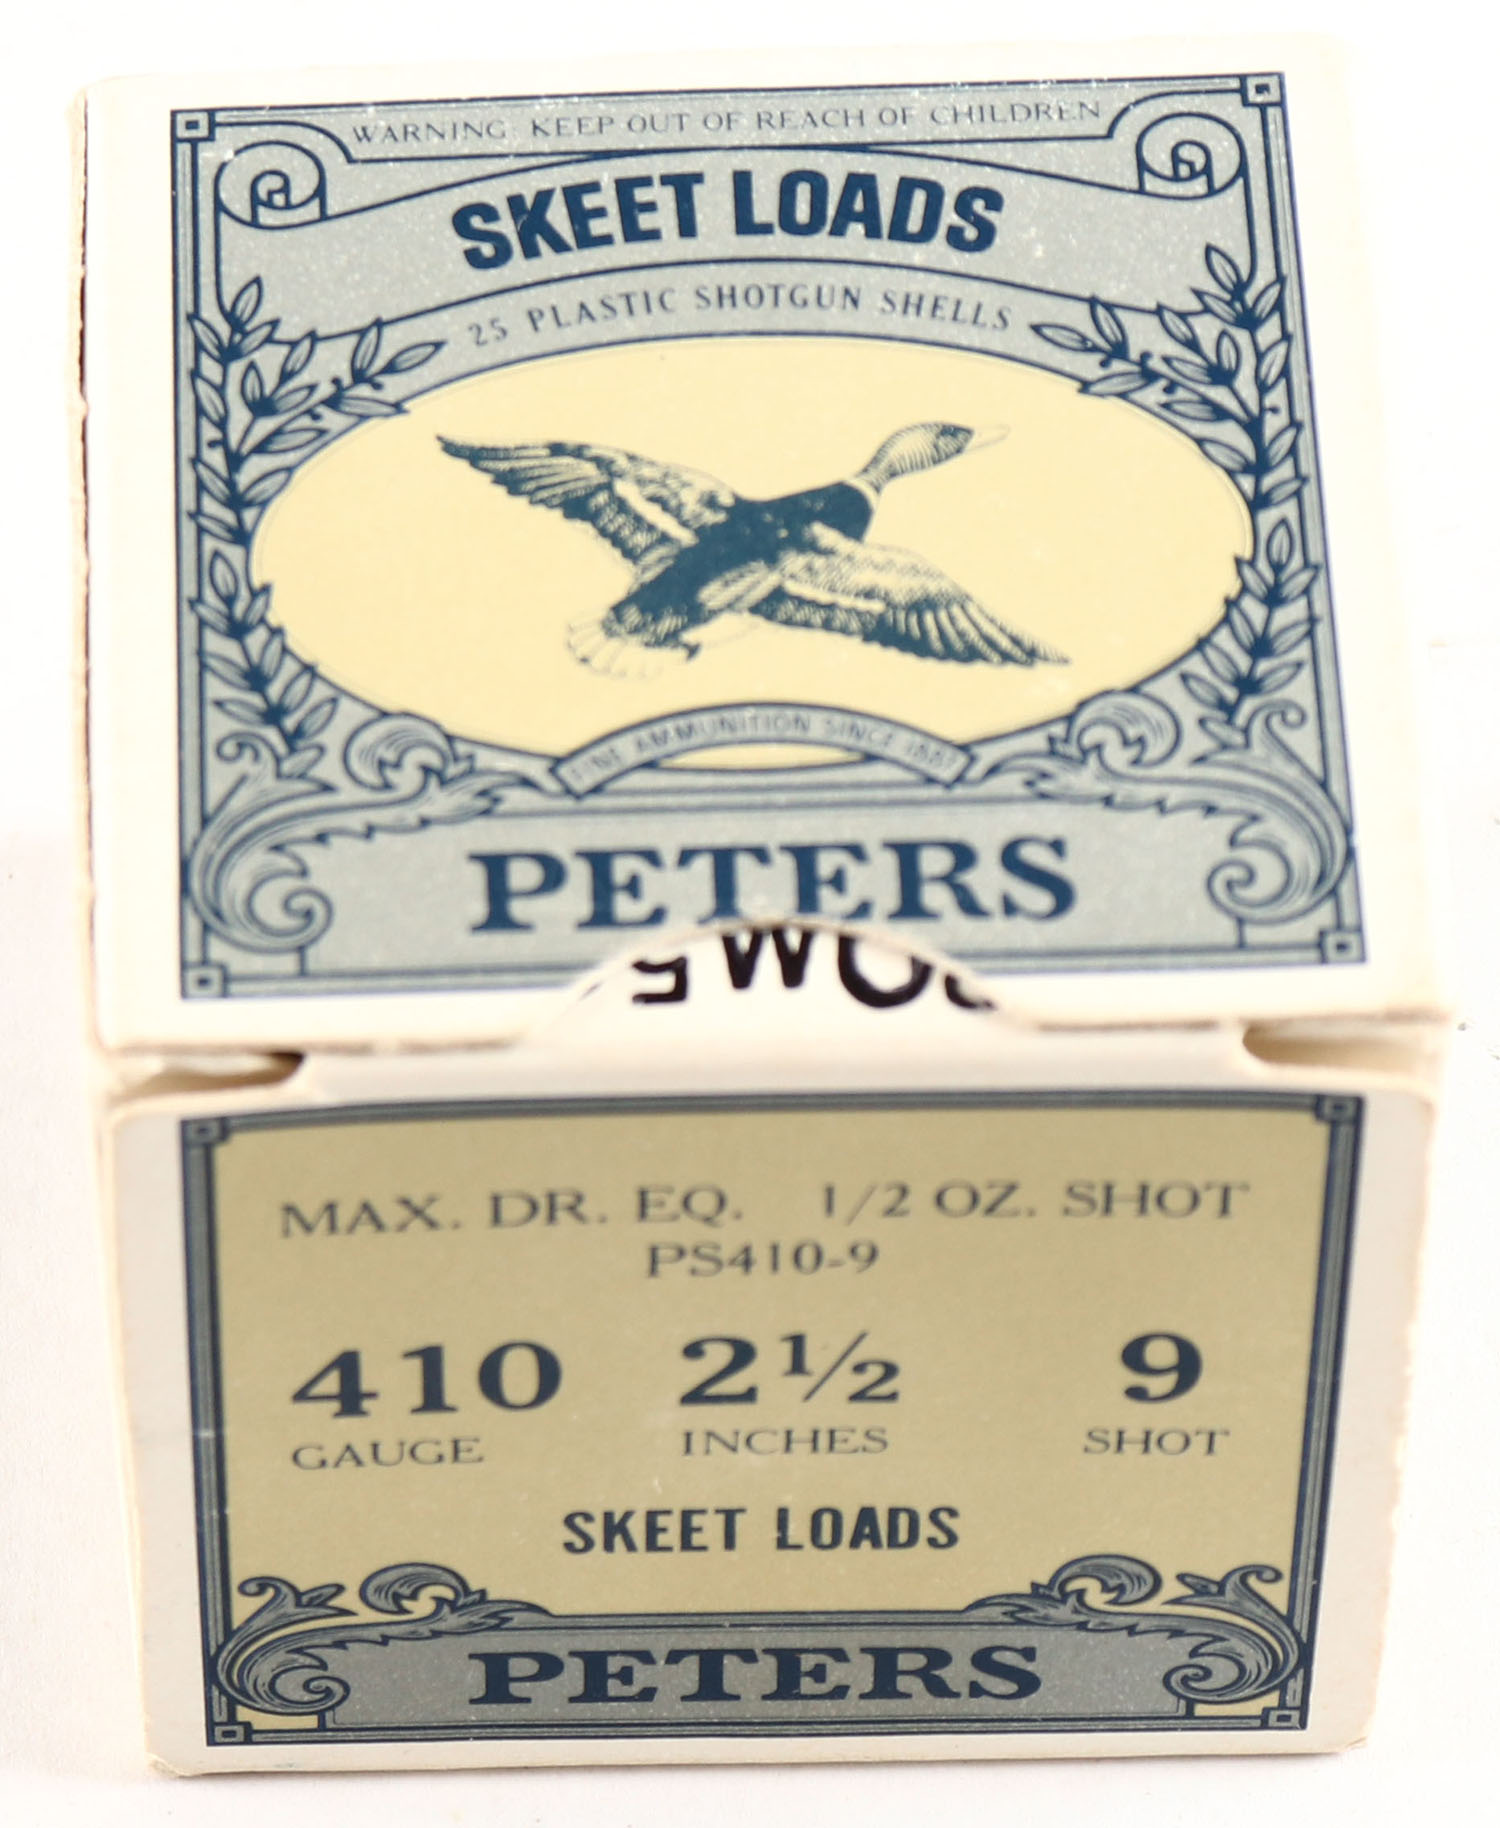 WARNING: KEEP OUT OF REACH OF CHILDREN
SKEET LOADS
25 PLASTIC SHOTGUN SHELLS
FINE AMMUNITION SINCE 1887
PETERS
MAX. DR. EQ. 1/2 OZ. SHOT
PS410-9
410 2½ 9
GAUGE INCHES SHOT
SKEET LOADS
PETERS